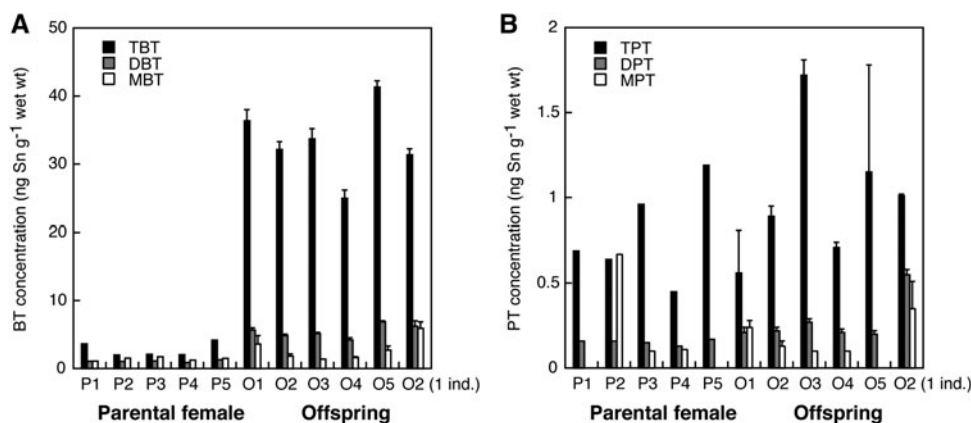 A
BT concentration (ng Sn g⁻¹ wet wt)
50
40
30
20
10
0
TBT
DBT
MBT
P1 P2 P3 P4 P5 O1 O2 O3 O4 O5 O2 (1 ind.)
Parental female Offspring
B
PT concentration (ng Sn g⁻¹ wet wt)
2
1.5
1
0.5
0
TPT
DPT
MPT
P1 P2 P3 P4 P5 O1 O2 O3 O4 O5 O2 (1 ind.)
Parental female Offspring